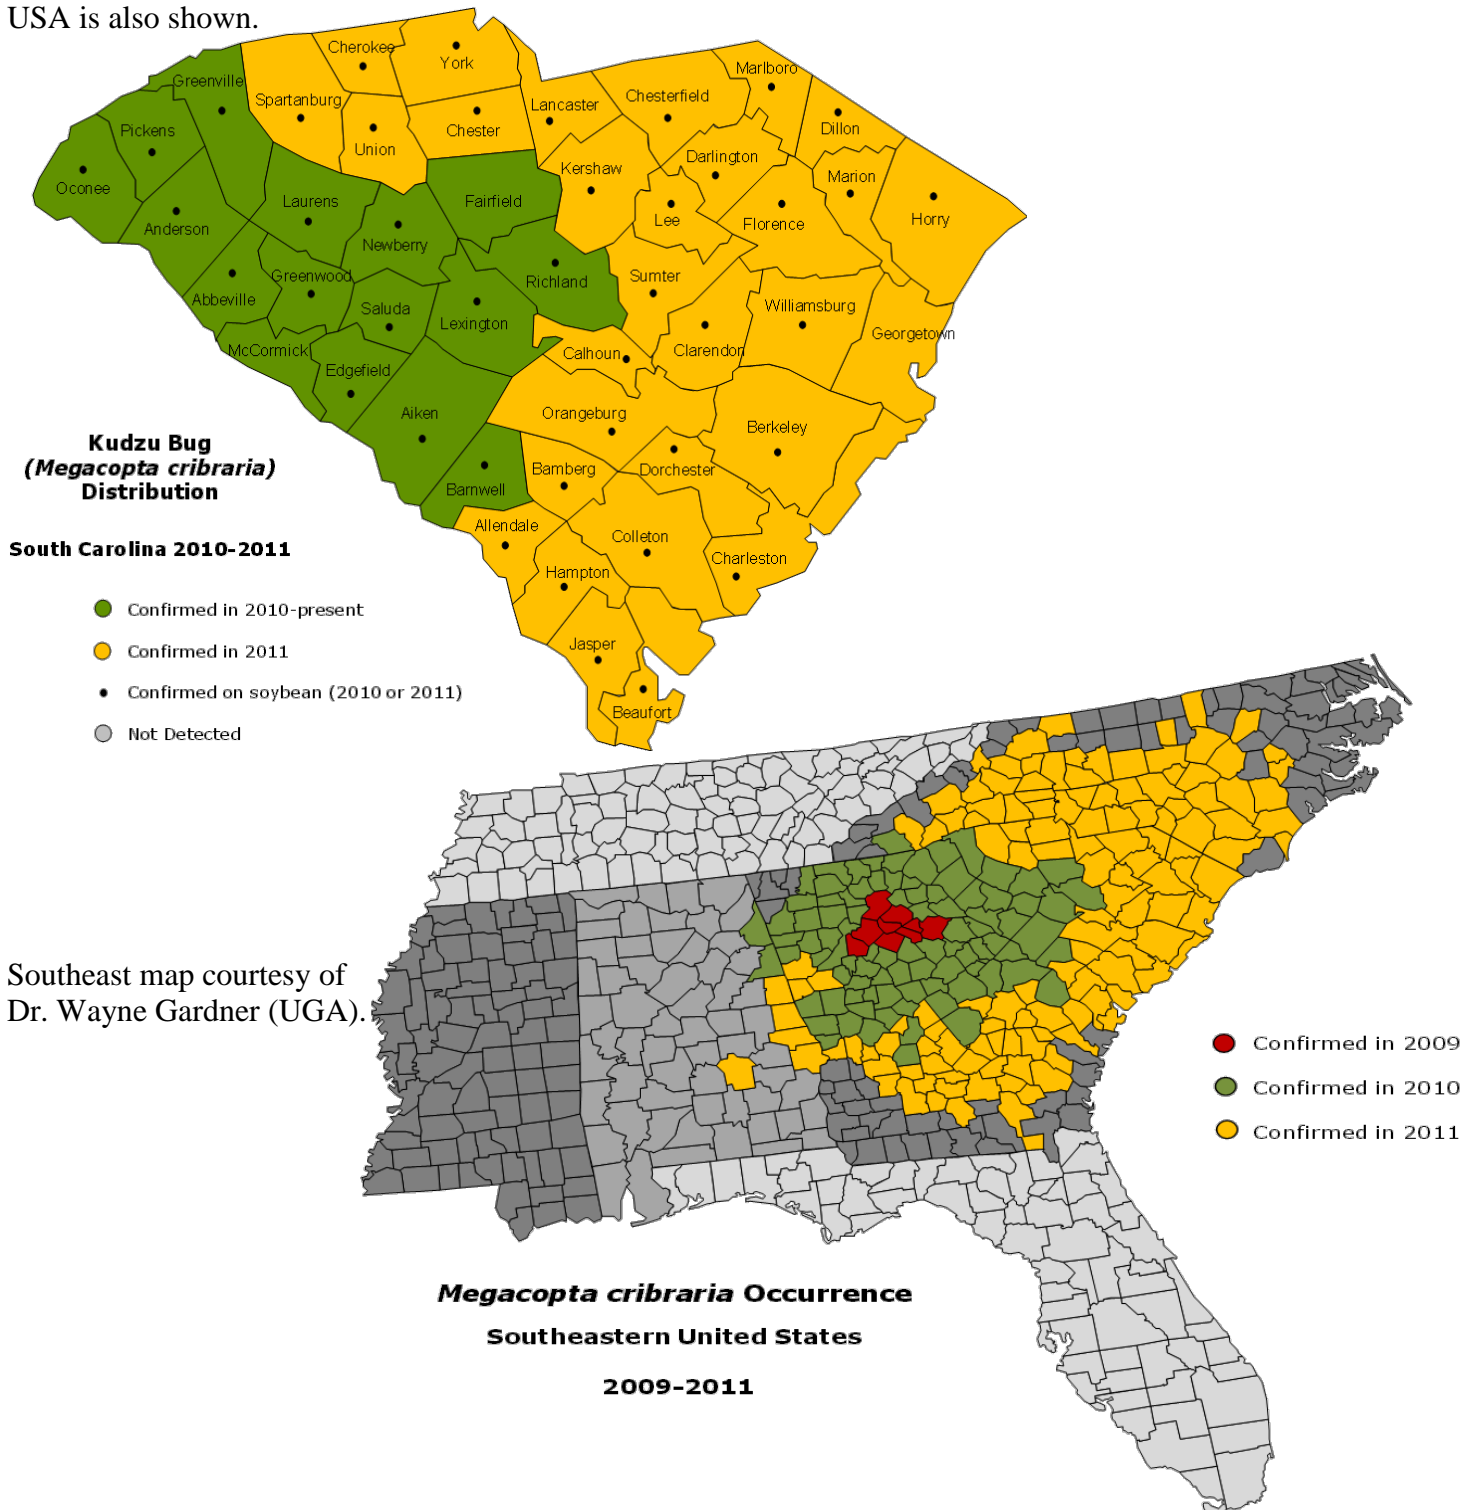 USA is also shown.
Cherokee
York
Greenville
Spartanburg
Marlboro
Chesterfield
Lancaster
Pickens
Union
Chester
Dillon
Oconee
Kershaw
Darlington
Marion
Laurens
Fairfield
Anderson
Lee
Florence
Horry
Newberry
Greenwood
Richland
Sumter
Abbeville
Saluda
Lexington
Williamsburg
Georgetown
McCormick
Calhoun
Clarendon
Edgefield
Aiken
Orangeburg
Berkeley
Bamberg
Dorchester
Barnwell
Allendale
Colleton
Charleston
Hampton
Jasper
Beaufort
Kudzu Bug
(Megacopta cribraria)
Distribution
South Carolina 2010-2011
Confirmed in 2010-present
Confirmed in 2011
Confirmed on soybean (2010 or 2011)
Not Detected
Southeast map courtesy of
Dr. Wayne Gardner (UGA).
Confirmed in 2009
Confirmed in 2010
Confirmed in 2011
Megacopta cribraria Occurrence
Southeastern United States
2009-2011